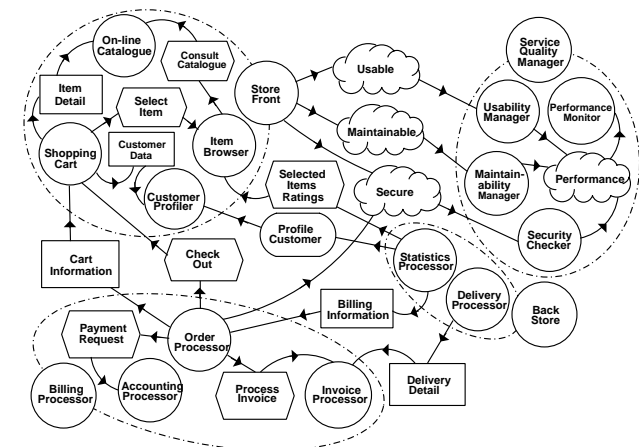 On-line
Catalogue
Consult
Catalogue
Service
Quality
Manager
Item
Detail
Select
Item
Store
Front
Usable
Usability
Manager
Performance
Monitor
Shopping
Cart
Customer
Data
Item
Browser
Maintainable
Customer
Profiler
Selected
Items
Ratings
Secure
Maintain-
ability
Manager
Performance
Profile
Customer
Security
Checker
Cart
Information
Check
Out
Statistics
Processor
Billing
Information
Delivery
Processor
Back
Store
Payment
Request
Order
Processor
Billing
Processor
Accounting
Processor
Process
Invoice
Invoice
Processor
Delivery
Detail